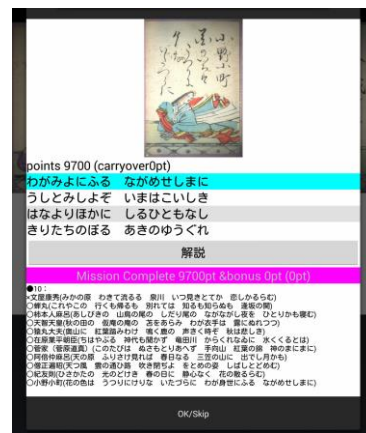 小野小町
points 9700 (carryover0pt)
わがみよにふる　ながめせしまに
うしとみしよぞ　いまはこいしき
はなよりほかに　しるひともなし
きりたちのぼる　あきのゆうぐれ
解説
Mission Complete 9700pt &bonus 0pt (0pt)
●10：
×文屋康秀(みかの原　わきて流るる　泉川　いつ見きとてか　恋しかるらむ)
○蝉丸(これやこの　行くも帰るも　別れては　知るも知らぬも　逢坂の関)
○柿本人麻呂(あしびきの　山鳥の尾の　しだり尾の　ながながし夜を　ひとりかも寝む)
○天智天皇(秋の田の　仮庵の庵の　苫をあらみ　わが衣手は　露にぬれつつ)
○猿丸大夫(奥山に　紅葉踏みわけ　鳴く鹿の　声きく時ぞ　秋は悲しき)
○在原業平朝臣(ちはやぶる　神代も聞かず　竜田川　からくれなゐに　水くくるとは)
○菅家（菅原道真）(このたびは　ぬさもとりあへず　手向山　紅葉の錦　神のまにまに)
○阿倍仲麻呂(天の原　ふりさけ見れば　春日なる　三笠の山に　出でし月かも)
○僧正遍昭(天つ風　雲の通ひ路　吹き閉ぢよ　をとめの姿　しばしとどめむ)
○紀友則(ひさかたの　光のどけき　春の日に　静心なく　花の散るらむ)
○小野小町(花の色は　うつりにけりな　いたづらに　わが身世にふる　ながめせしまに)
OK/Skip